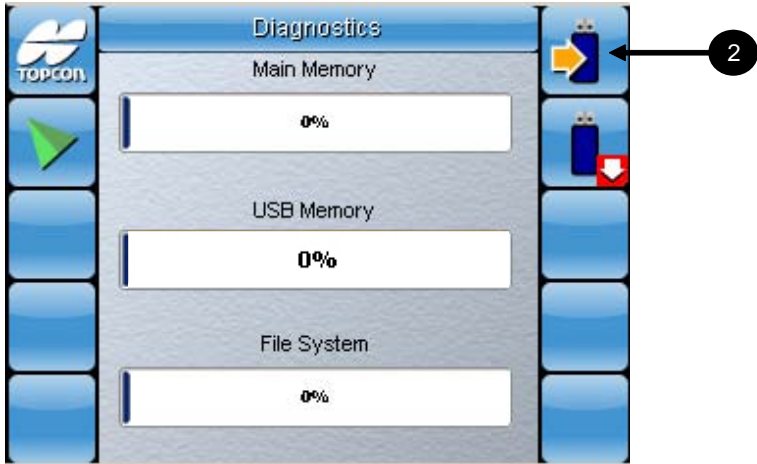 Diagnostics
TOPCON
Main Memory
0%
USB Memory
0%
File System
0%
2